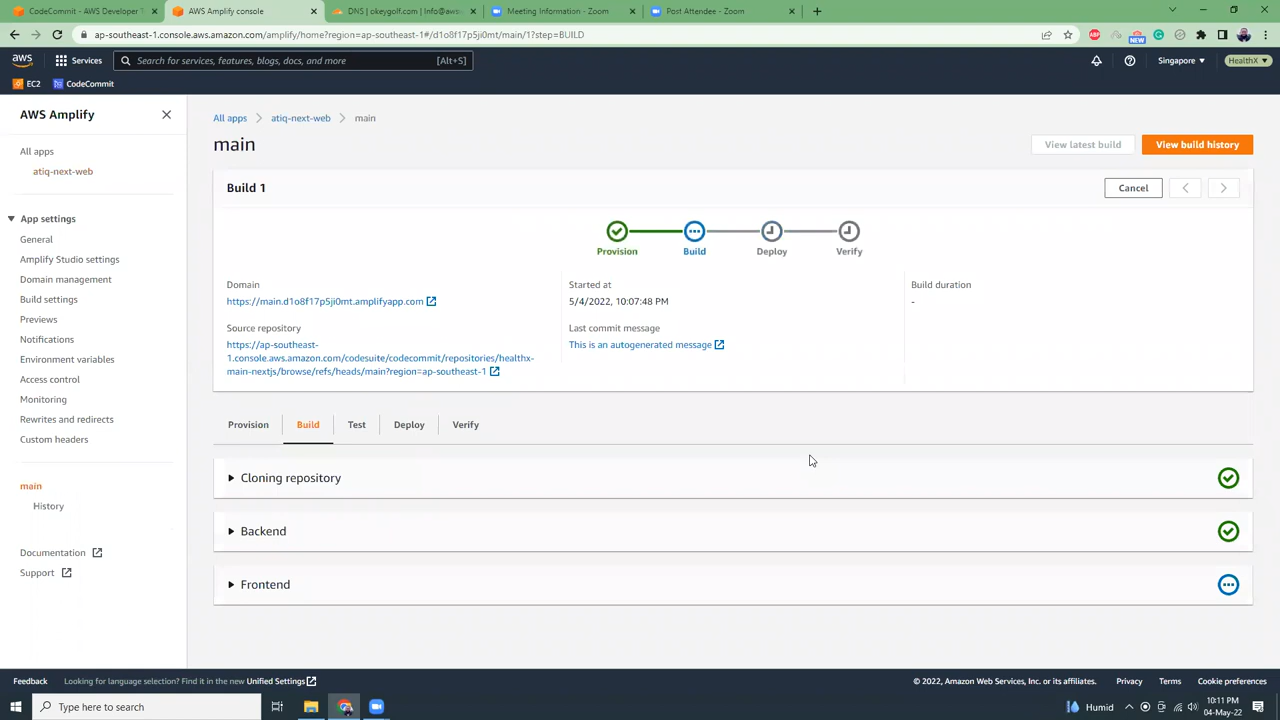 CodeCommit - AWS Developer T
AWS Amplify console
DNS | okeygolf.com | Info@awa
Meeting Information - Zoom
Post Attendee - Zoom
ap-southeast-1.console.aws.amazon.com/amplify/home?region=ap-southeast-1#/d1o8f17p5ji0mt/main/1?step=BUILD
ABP
NEW
aws
Services
Search for services, features, blogs, docs, and more
[Alt+S]
Singapore
HealthX
EC2
CodeCommit
AWS Amplify
All apps
atiq-next-web
App settings
General
Amplify Studio settings
Domain management
Build settings
Previews
Notifications
Environment variables
Access control
Monitoring
Rewrites and redirects
Custom headers
main
History
Documentation
Support
All apps
atiq-next-web
main
main
View latest build
View build history
Build 1
Cancel
Provision
Build
Deploy
Verify
Domain
https://main.d1o8f17p5ji0mt.amplifyapp.com
Source repository
https://ap-southeast-
1.console.aws.amazon.com/codesuite/codecommit/repositories/healthx-
main-nextjs/browse/refs/heads/main?region=ap-southeast-1
Started at
5/4/2022, 10:07:48 PM
Last commit message
This is an autogenerated message
Build duration
-
Provision
Build
Test
Deploy
Verify
Cloning repository
Backend
Frontend
Feedback
Looking for language selection? Find it in the new Unified Settings
© 2022, Amazon Web Services, Inc. or its affiliates.
Privacy
Terms
Cookie preferences
Type here to search
Humid
10:11 PM
04-May-22